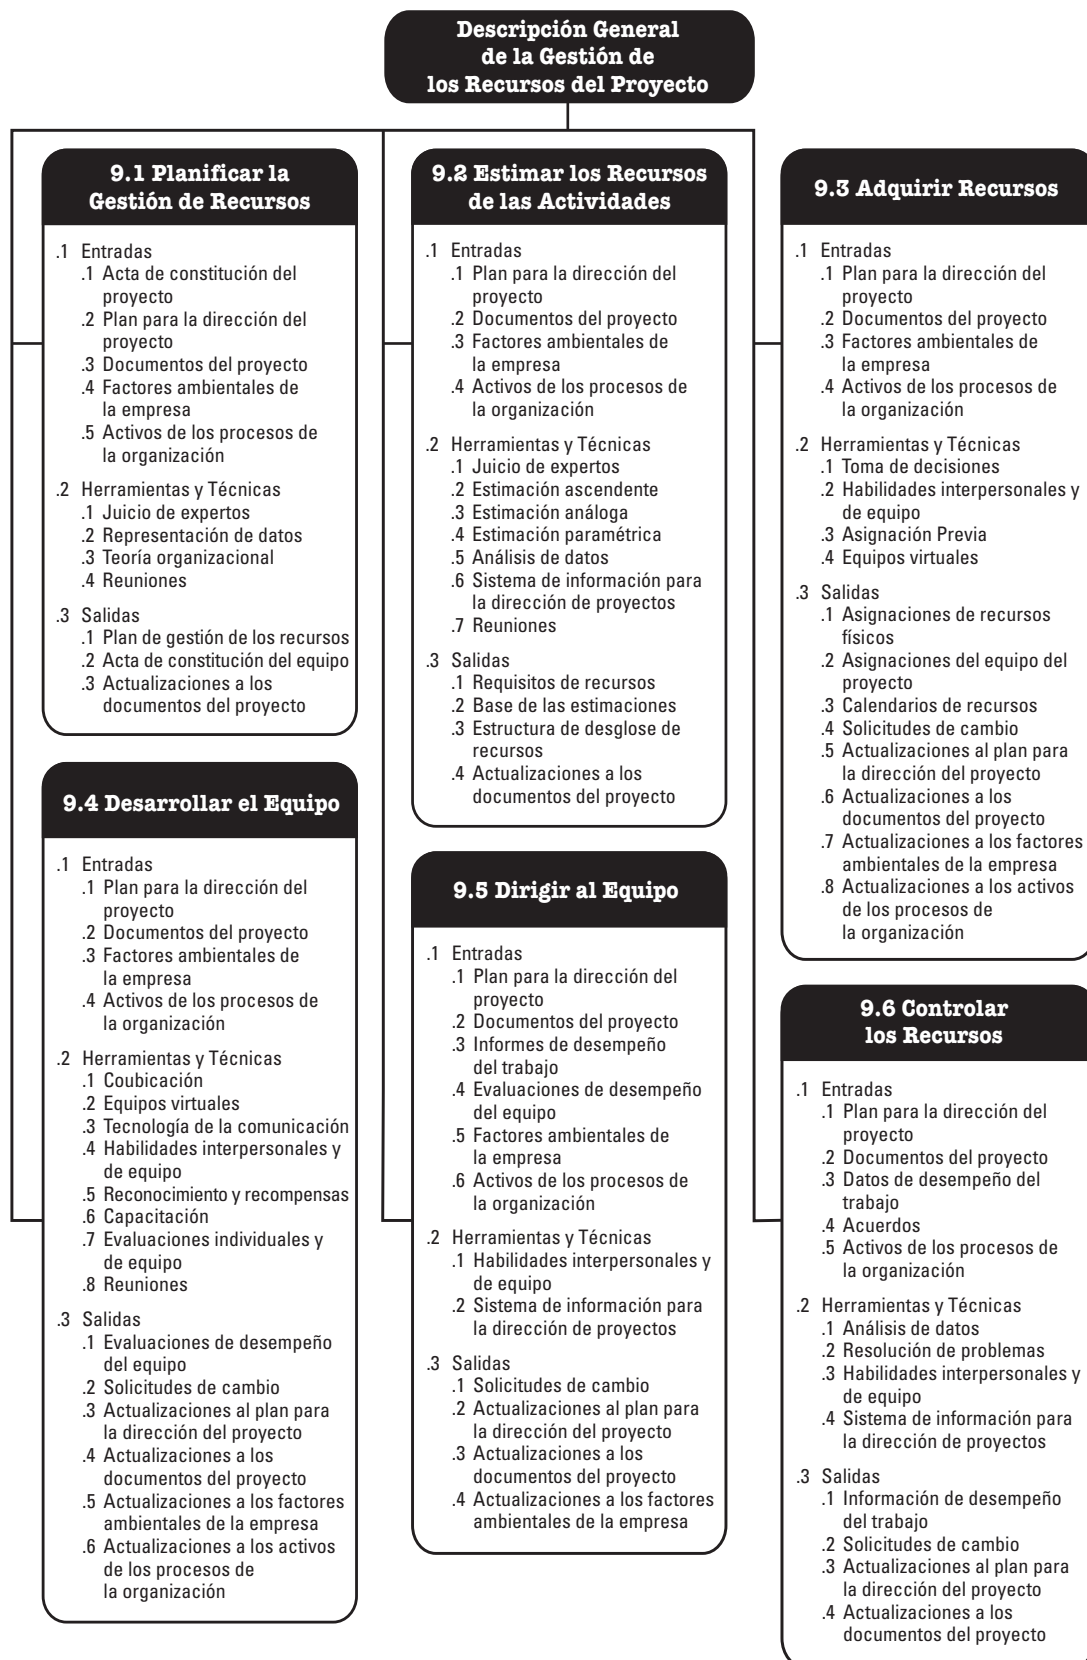 Descripción General
de la Gestión de
los Recursos del Proyecto
9.1 Planificar la
Gestión de Recursos
.1 Entradas
.1 Acta de constitución del
proyecto
.2 Plan para la dirección del
proyecto
.3 Documentos del proyecto
.4 Factores ambientales de
la empresa
.5 Activos de los procesos de
la organización
.2 Herramientas y Técnicas
.1 Juicio de expertos
.2 Representación de datos
.3 Teoría organizacional
.4 Reuniones
.3 Salidas
.1 Plan de gestión de los recursos
.2 Acta de constitución del equipo
.3 Actualizaciones a los
documentos del proyecto
9.2 Estimar los Recursos
de las Actividades
.1 Entradas
.1 Plan para la dirección del
proyecto
.2 Documentos del proyecto
.3 Factores ambientales de
la empresa
.4 Activos de los procesos de
la organización
.2 Herramientas y Técnicas
.1 Juicio de expertos
.2 Estimación ascendente
.3 Estimación análoga
.4 Estimación paramétrica
.5 Análisis de datos
.6 Sistema de información para
la dirección de proyectos
.7 Reuniones
.3 Salidas
.1 Requisitos de recursos
.2 Base de las estimaciones
.3 Estructura de desglose de
recursos
.4 Actualizaciones a los
documentos del proyecto
9.3 Adquirir Recursos
.1 Entradas
.1 Plan para la dirección del
proyecto
.2 Documentos del proyecto
.3 Factores ambientales de
la empresa
.4 Activos de los procesos de
la organización
.2 Herramientas y Técnicas
.1 Toma de decisiones
.2 Habilidades interpersonales y
de equipo
.3 Asignación Previa
.4 Equipos virtuales
.3 Salidas
.1 Asignaciones de recursos
físicos
.2 Asignaciones del equipo del
proyecto
.3 Calendarios de recursos
.4 Solicitudes de cambio
.5 Actualizaciones al plan para
la dirección del proyecto
.6 Actualizaciones a los
documentos del proyecto
.7 Actualizaciones a los factores
ambientales de la empresa
.8 Actualizaciones a los activos
de los procesos de
la organización
9.4 Desarrollar el Equipo
.1 Entradas
.1 Plan para la dirección del
proyecto
.2 Documentos del proyecto
.3 Factores ambientales de
la empresa
.4 Activos de los procesos de
la organización
.2 Herramientas y Técnicas
.1 Coubicación
.2 Equipos virtuales
.3 Tecnología de la comunicación
.4 Habilidades interpersonales y
de equipo
.5 Reconocimiento y recompensas
.6 Capacitación
.7 Evaluaciones individuales y
de equipo
.8 Reuniones
.3 Salidas
.1 Evaluaciones de desempeño
del equipo
.2 Solicitudes de cambio
.3 Actualizaciones al plan para
la dirección del proyecto
.4 Actualizaciones a los
documentos del proyecto
.5 Actualizaciones a los factores
ambientales de la empresa
.6 Actualizaciones a los activos
de los procesos de
la organización
9.5 Dirigir al Equipo
.1 Entradas
.1 Plan para la dirección del
proyecto
.2 Documentos del proyecto
.3 Informes de desempeño
del trabajo
.4 Evaluaciones de desempeño
del equipo
.5 Factores ambientales de
la empresa
.6 Activos de los procesos de
la organización
.2 Herramientas y Técnicas
.1 Habilidades interpersonales y
de equipo
.2 Sistema de información para
la dirección de proyectos
.3 Salidas
.1 Solicitudes de cambio
.2 Actualizaciones al plan para
la dirección del proyecto
.3 Actualizaciones a los
documentos del proyecto
.4 Actualizaciones a los factores
ambientales de la empresa
9.6 Controlar
los Recursos
.1 Entradas
.1 Plan para la dirección del
proyecto
.2 Documentos del proyecto
.3 Datos de desempeño del
trabajo
.4 Acuerdos
.5 Activos de los procesos de
la organización
.2 Herramientas y Técnicas
.1 Análisis de datos
.2 Resolución de problemas
.3 Habilidades interpersonales y
de equipo
.4 Sistema de información para
la dirección de proyectos
.3 Salidas
.1 Información de desempeño
del trabajo
.2 Solicitudes de cambio
.3 Actualizaciones al plan para
la dirección del proyecto
.4 Actualizaciones a los
documentos del proyecto